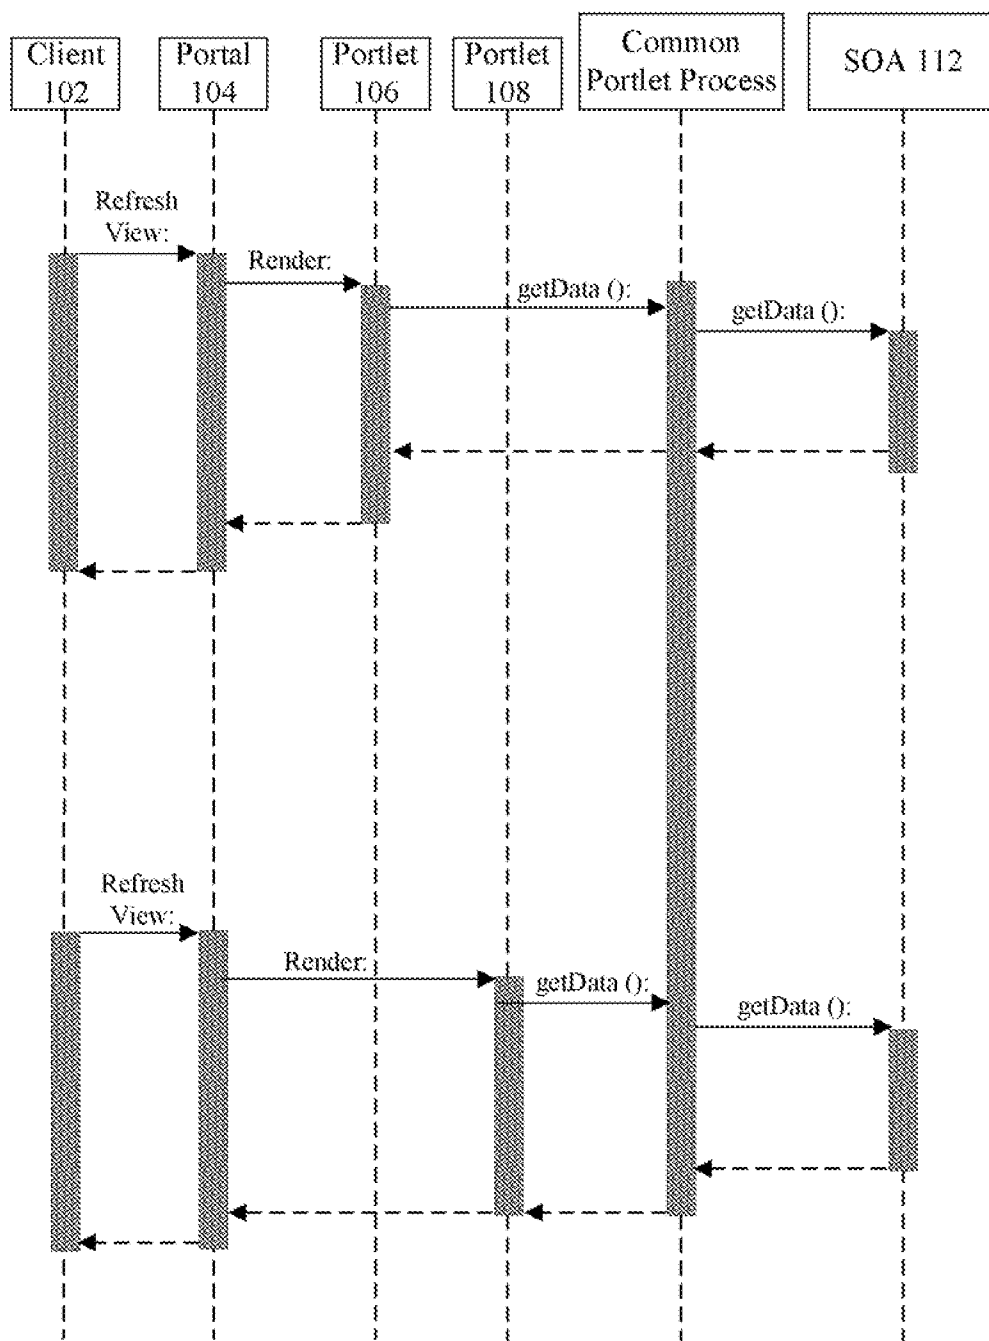 Client
102
Portal
104
Portlet
106
Portlet
108
Common
Portlet Process
SOA 112
Refresh
View:
Render:
getData ():
getData ():
Refresh
View:
Render:
getData ():
getData ():